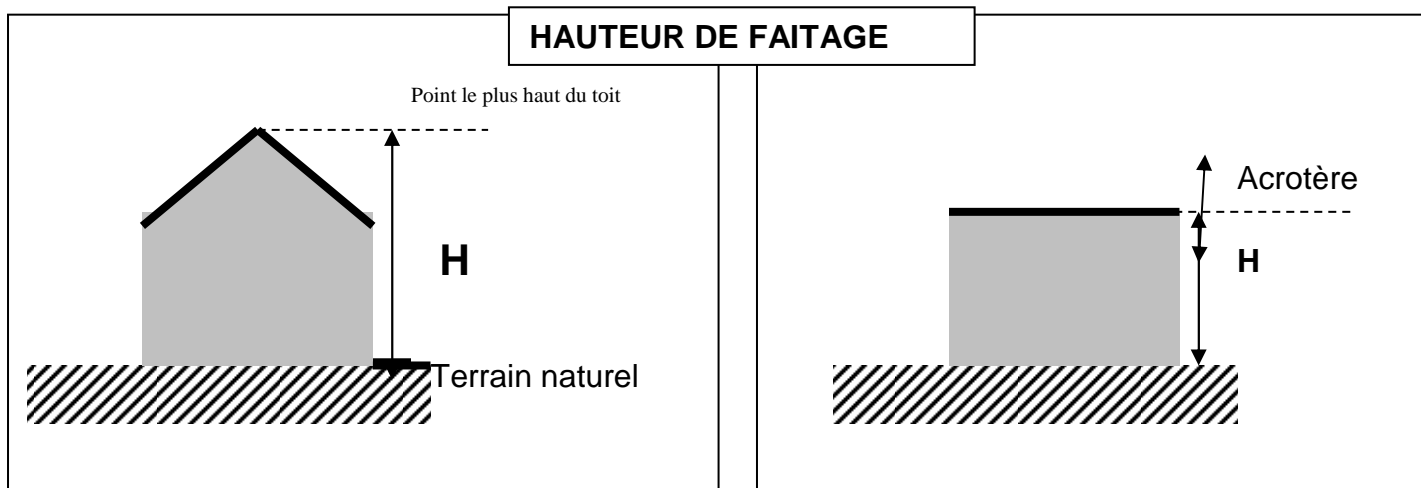 HAUTEUR DE FAITAGE
Point le plus haut du toit
H
Terrain naturel
Acrotère
H